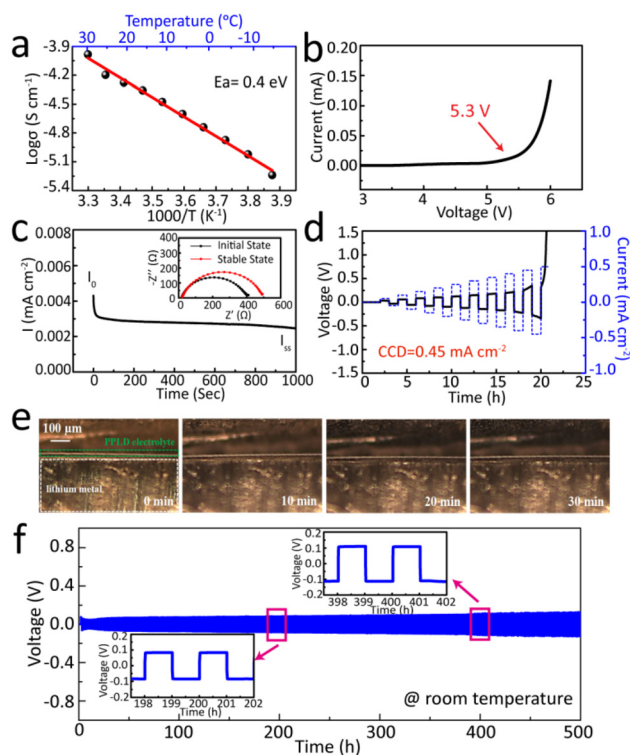 a
Temperature (°C)
30 20 10 0 -10
-3.9
-4.2
-4.5
-4.8
-5.1
-5.4
Logσ (S cm⁻¹)
Ea= 0.4 eV
3.3 3.4 3.5 3.6 3.7 3.8 3.9
1000/T (K⁻¹)
b
0.20
0.15
0.10
0.05
0.00
Current (mA)
5.3 V
3 4 5 6
Voltage (V)
c
0.008
0.006
0.004
0.002
0.000
I (mA cm⁻²)
I₀
Iss
400
300
200
100
0
-Z'' (Ω)
Initial State
Stable State
0 200 400 600
Z' (Ω)
0 200 400 600 800 1000
Time (Sec)
d
1.5
1.0
0.5
0.0
-0.5
-1.0
-1.5
Voltage (V)
1.0
0.5
0.0
-0.5
-1.0
Current (mA cm⁻²)
CCD=0.45 mA cm⁻²
0 5 10 15 20 25
Time (h)
e
100 μm
PPLD electrolyte
lithium metal
0 min
10 min
20 min
30 min
f
0.8
0.4
0.0
-0.4
-0.8
Voltage (V)
0.2
0.1
0.0
-0.1
-0.2
Voltage (V)
398 399 400 401 402
Time (h)
0.2
0.1
0.0
-0.1
-0.2
Voltage (V)
198 199 200 201 202
Time (h)
@ room temperature
0 100 200 300 400 500
Time (h)